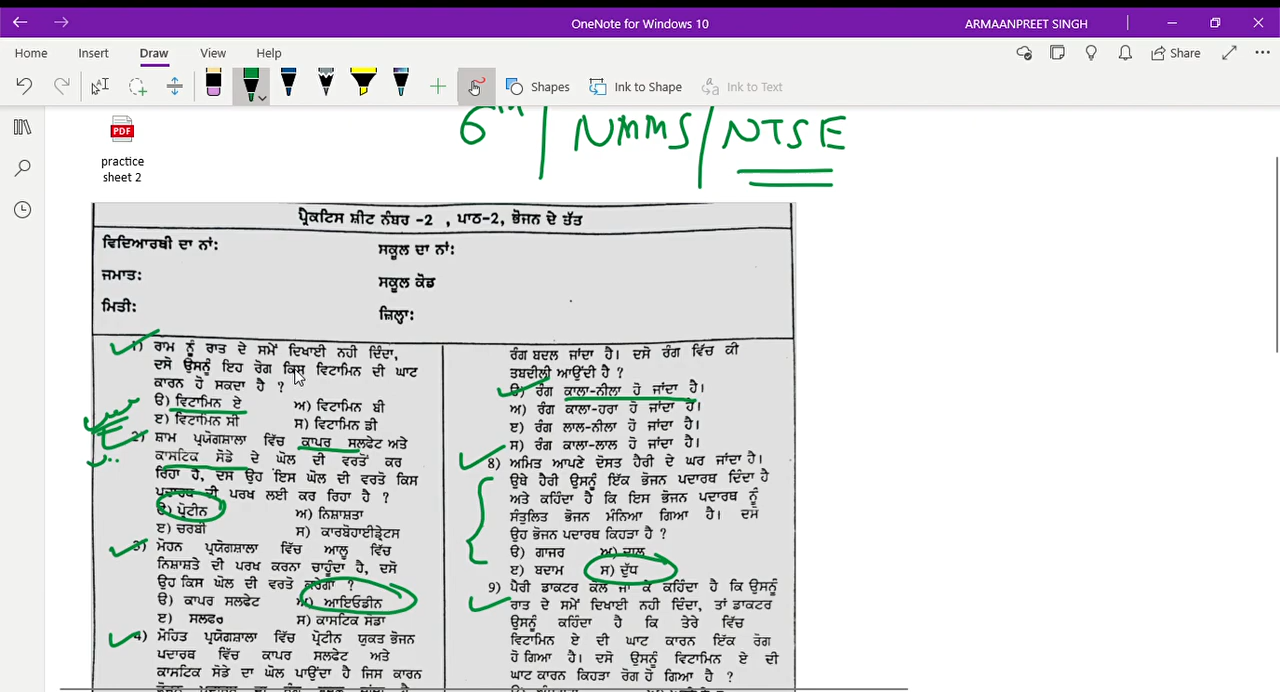 OneNote for Windows 10
ARMAANPREET SINGH
Home Insert Draw View Help
Share
Shapes Ink to Shape Ink to Text
6th / NMMS / NTSE
PDF
practice
sheet 2
ਪ੍ਰੈਕਟਿਸ ਸ਼ੀਟ ਨੰਬਰ -2 , ਪਾਠ-2, ਭੋਜਨ ਦੇ ਤੱਤ
ਵਿਦਿਆਰਥੀ ਦਾ ਨਾਂ:
ਜਮਾਤ:
ਮਿਤੀ:
ਸਕੂਲ ਦਾ ਨਾਂ:
ਸਕੂਲ ਕੋਡ
ਜ਼ਿਲ੍ਹਾ:
1) ਰਾਮ ਨੂੰ ਰਾਤ ਦੇ ਸਮੇਂ ਦਿਖਾਈ ਨਹੀ ਦਿੰਦਾ,
ਦਸੋ ਉਸਨੂੰ ਇਹ ਰੋਗ ਕਿਸ ਵਿਟਾਮਿਨ ਦੀ ਘਾਟ
ਕਾਰਨ ਹੋ ਸਕਦਾ ਹੈ ?
ੳ) ਵਿਟਾਮਿਨ ਏ ਅ) ਵਿਟਾਮਿਨ ਬੀ
ੲ) ਵਿਟਾਮਿਨ ਸੀ ਸ) ਵਿਟਾਮਿਨ ਡੀ
2) ਸ਼ਾਮ ਪ੍ਰਯੋਗਸ਼ਾਲਾ ਵਿੱਚ ਕਾਪਰ ਸਲਫੇਟ ਅਤੇ
ਕਾਸਟਿਕ ਸੋਡੇ ਦੇ ਘੋਲ ਦੀ ਵਰਤੋਂ ਕਰ
ਰਿਹਾ ਹੈ, ਦਸ ਉਹ ਇਸ ਘੋਲ ਦੀ ਵਰਤੋ ਕਿਸ
ਪਦਾਰਥ ਦੀ ਪਰਖ ਲਈ ਕਰ ਰਿਹਾ ਹੈ ?
ੳ) ਪ੍ਰੋਟੀਨ ਅ) ਨਿਸ਼ਾਸ਼ਤਾ
ੲ) ਚਰਬੀ ਸ) ਕਾਰਬੋਹਾਈਡ੍ਰੇਟਸ
3) ਮੋਹਨ ਪ੍ਰਯੋਗਸ਼ਾਲਾ ਵਿੱਚ ਆਲੂ ਵਿੱਚ
ਨਿਸ਼ਾਸਤੇ ਦੀ ਪਰਖ ਕਰਨਾ ਚਾਹੁੰਦਾ ਹੈ, ਦਸੋ
ਉਹ ਕਿਸ ਘੋਲ ਦੀ ਵਰਤੋ ਕਰੇਗਾ ?
ੳ) ਕਾਪਰ ਸਲਫੇਟ ਅ) ਆਇਓਡੀਨ
ੲ) ਸਲਫਰ ਸ) ਕਾਸਟਿਕ ਸੋਡਾ
4) ਮੋਹਿਤ ਪ੍ਰਯੋਗਸ਼ਾਲਾ ਵਿੱਚ ਪ੍ਰੋਟੀਨ ਯੁਕਤ ਭੋਜਨ
ਪਦਾਰਥ ਵਿੱਚ ਕਾਪਰ ਸਲਫੇਟ ਅਤੇ
ਕਾਸਟਿਕ ਸੋਡੇ ਦਾ ਘੋਲ ਪਾਉਂਦਾ ਹੈ ਜਿਸ ਕਾਰਨ
ਰੰਗ ਬਦਲ ਜਾਂਦਾ ਹੈ। ਦਸੋ ਰੰਗ ਵਿੱਚ ਕੀ
ਤਬਦੀਲੀ ਆਉਂਦੀ ਹੈ ?
ੳ) ਰੰਗ ਕਾਲਾ-ਨੀਲਾ ਹੋ ਜਾਂਦਾ ਹੈ।
ਅ) ਰੰਗ ਕਾਲਾ-ਹਰਾ ਹੋ ਜਾਂਦਾ ਹੈ।
ੲ) ਰੰਗ ਲਾਲ-ਨੀਲਾ ਹੋ ਜਾਂਦਾ ਹੈ।
ਸ) ਰੰਗ ਕਾਲਾ-ਲਾਲ ਹੋ ਜਾਂਦਾ ਹੈ।
8) ਅਮਿਤ ਆਪਣੇ ਦੋਸਤ ਹੈਰੀ ਦੇ ਘਰ ਜਾਂਦਾ ਹੈ।
ਉਥੇ ਹੈਰੀ ਉਸਨੂੰ ਇੱਕ ਭੋਜਨ ਪਦਾਰਥ ਦਿੰਦਾ ਹੈ
ਅਤੇ ਕਹਿੰਦਾ ਹੈ ਕਿ ਇਸ ਭੋਜਨ ਪਦਾਰਥ ਨੂੰ
ਸੰਤੁਲਿਤ ਭੋਜਨ ਮੰਨਿਆ ਗਿਆ ਹੈ। ਦਸੋ
ਉਹ ਭੋਜਨ ਪਦਾਰਥ ਕਿਹੜਾ ਹੈ ?
ੳ) ਗਾਜਰ ਅ) ਦਾਲ
ੲ) ਬਦਾਮ ਸ) ਦੁੱਧ
9) ਪੈਰੀ ਡਾਕਟਰ ਕੋਲ ਜਾ ਕੇ ਕਹਿੰਦਾ ਹੈ ਕਿ ਉਸਨੂੰ
ਰਾਤ ਦੇ ਸਮੇਂ ਦਿਖਾਈ ਨਹੀ ਦਿੰਦਾ, ਤਾਂ ਡਾਕਟਰ
ਉਸਨੂੰ ਕਹਿੰਦਾ ਹੈ ਕਿ ਤੇਰੇ ਵਿੱਚ
ਵਿਟਾਮਿਨ ਏ ਦੀ ਘਾਟ ਕਾਰਨ ਇੱਕ ਰੋਗ
ਹੋ ਗਿਆ ਹੈ। ਦਸੋ ਉਸਨੂੰ ਵਿਟਾਮਿਨ ਏ ਦੀ
ਘਾਟ ਕਾਰਨ ਕਿਹੜਾ ਰੋਗ ਹੋ ਗਿਆ ਹੈ ?